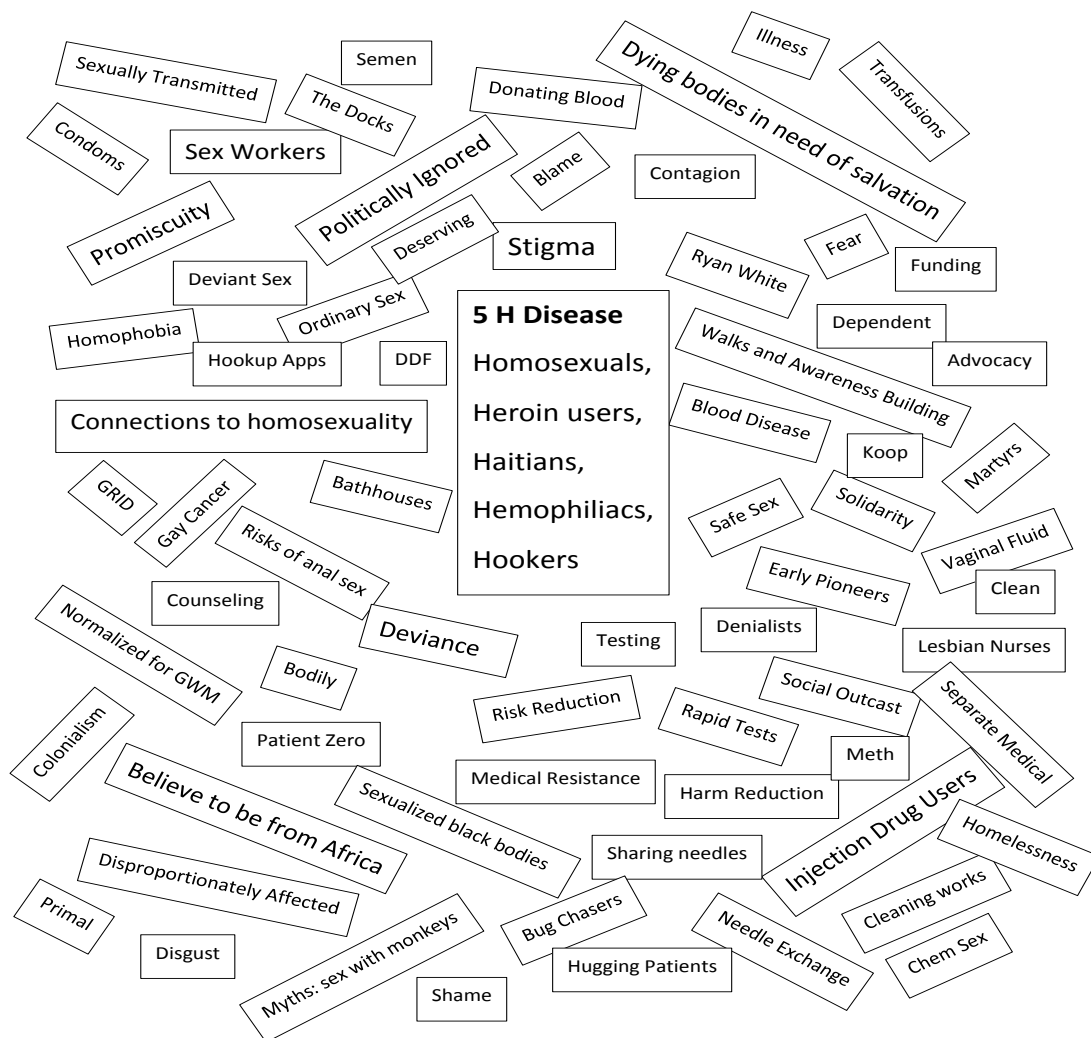 Illness
Semen
Dying bodies in need of salvation
Sexually Transmitted
Transfusions
Donating Blood
The Docks
Condoms
Sex Workers
Politically Ignored
Blame
Contagion
Promiscuity
Deserving
Stigma
Fear
Ryan White
Funding
Deviant Sex
Ordinary Sex
5 H Disease
Homosexuals,
Heroin users,
Haitians,
Hemophiliacs,
Hookers
Dependent
Homophobia
Hookup Apps
DDF
Walks and Awareness Building
Advocacy
Connections to homosexuality
Blood Disease
Koop
Martyrs
GRID
Gay Cancer
Bathhouses
Safe Sex
Solidarity
Vaginal Fluid
Risks of anal sex
Early Pioneers
Clean
Counseling
Deviance
Testing
Denialists
Lesbian Nurses
Normalized for GWM
Bodily
Risk Reduction
Rapid Tests
Social Outcast
Separate Medical
Colonialism
Patient Zero
Meth
Believe to be from Africa
Sexualized black bodies
Medical Resistance
Harm Reduction
Injection Drug Users
Homelessness
Disproportionately Affected
Sharing needles
Cleaning works
Primal
Bug Chasers
Needle Exchange
Chem Sex
Disgust
Myths: sex with monkeys
Hugging Patients
Shame